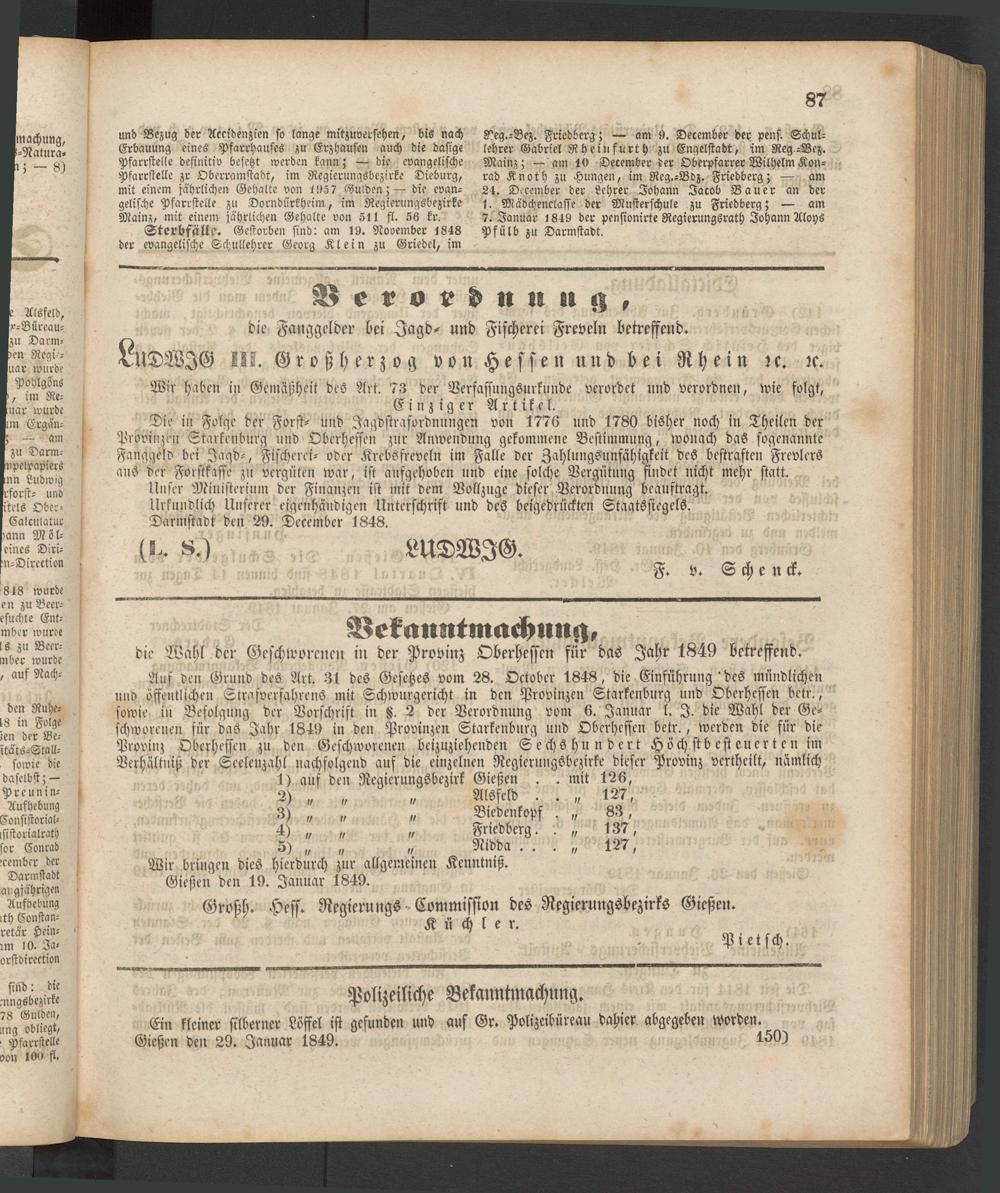 87
und Bezug der Accidenzien so lange mitzuversehen, bis nach
Erbauung eines Pfarrhauses zu Erzhausen auch die dasige
Pfarrstelle definitiv besetzt werden kann; — die evangelische
Pfarrstelle zr Oberramstadt, im Regierungsbezirke Dieburg,
mit einem jährlichen Gehalte von 1957 Gulden; — die evan-
gelische Pfarrstelle zu Dorndürkheim, im Regierungsbezirke
Mainz, mit einem jährlichen Gehalte von 511 fl. 56 kr.
Sterbfälle. Gestorben sind: am 19. November 1848
der evangelische Schullehrer Georg Klein zu Griedel, im
Reg.-Bez. Friedberg; — am 9. December der pens. Schul-
lehrer Gabriel Rheinfurth zu Engelstadt, im Reg.-Bez.
Mainz; — am 10 December der Oberpfarrer Wilhelm Kon-
rad Knoth zu Hungen, im Reg.-Bdz. Friedberg; — am
24. December der Lehrer Johann Jacob Bauer an der
1. Mädchenclasse der Musterschule zu Friedberg; — am
7. Januar 1849 der pensionirte Regierungsrath Johann Aloys
Pfülb zu Darmstadt.
Verordnung,
die Fanggelder bei Jagd- und Fischerei Freveln betreffend.
LUDWIG III. Großherzog von Hessen und bei Rhein ꝛc. ꝛc.
Wir haben in Gemäßheit des Art. 73 der Verfassungsurkunde verordet und verordnen, wie folgt,
Einziger Artikel.
Die in Folge der Forst- und Jagdstrafordnungen von 1776 und 1780 bisher noch in Theilen der
Provinzen Starkenburg und Oberhessen zur Anwendung gekommene Bestimmung, wonach das sogenannte
Fanggeld bei Jagd-, Fischerei- oder Krebsfreveln im Falle der Zahlungsunfähigkeit des bestraften Frevlers
aus der Forstkasse zu vergüten war, ist aufgehoben und eine solche Vergütung findet nicht mehr statt.
Unser Ministerium der Finanzen ist mit dem Vollzuge dieser Verordnung beauftragt.
Urkundlich Unserer eigenhändigen Unterschrift und des beigedrückten Staatssiegels.
Darmstadt den 29. December 1848.
(L. S.) LUDWIG.
F. v. Schenck.
Bekanntmachung,
die Wahl der Geschworenen in der Provinz Oberhessen für das Jahr 1849 betreffend.
Auf den Grund des Art. 31 des Gesetzes vom 28. October 1848, die Einführung des mündlichen
und öffentlichen Strafverfahrens mit Schwurgericht in den Provinzen Starkenburg und Oberhessen betr.,
sowie in Befolgung der Vorschrift in §. 2 der Verordnung vom 6. Januar l. J. die Wahl der Ge-
schworenen für das Jahr 1849 in den Provinzen Starkenburg und Oberhessen betr., werden die für die
Provinz Oberhessen zu den Geschworenen beizuziehenden Sechshundert Höchstbesteuerten im
Verhältniß der Seelenzahl nachfolgend auf die einzelnen Regierungsbezirke dieser Provinz vertheilt, nämlich
1) auf den Regierungsbezirk Gießen . . mit 126,
2) „ „ „ Alsfeld . . „ 127,
3) „ „ „ Biedenkopf . „ 83,
4) „ „ „ Friedberg. . „ 137,
5) „ „ „ Nidda . . . „ 127,
Wir bringen dies hierdurch zur allgemeinen Kenntniß.
Gießen den 19. Januar 1849.
Großh. Hess. Regierungs-Commission des Regierungsbezirks Gießen.
Küchler.
Pietsch.
Polizeiliche Bekanntmachung.
Ein kleiner silberner Löffel ist gefunden und auf Gr. Polizeibüreau dahier abgegeben worden.
Gießen den 29. Januar 1849. 150)